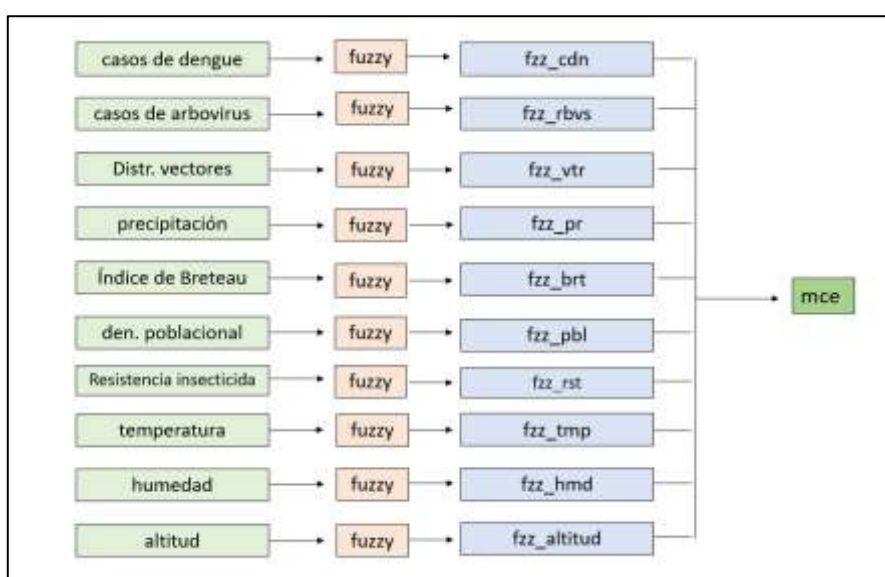 casos de dengue fuzzy fzz_cdn
casos de arbovirus fuzzy fzz_rbvs
Distr. vectores fuzzy fzz_vtr
precipitación fuzzy fzz_pr
Índice de Breteau fuzzy fzz_brt
mce
den. poblacional fuzzy fzz_pbl
Resistencia insecticida fuzzy fzz_rst
temperatura fuzzy fzz_tmp
humedad fuzzy fzz_hmd
altitud fuzzy fzz_altitud